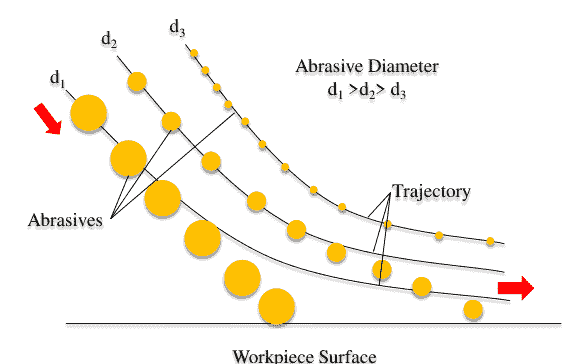 d3
d2
Abrasive Diameter
d1 >d2> d3
d1
Trajectory
Abrasives
Workpiece Surface